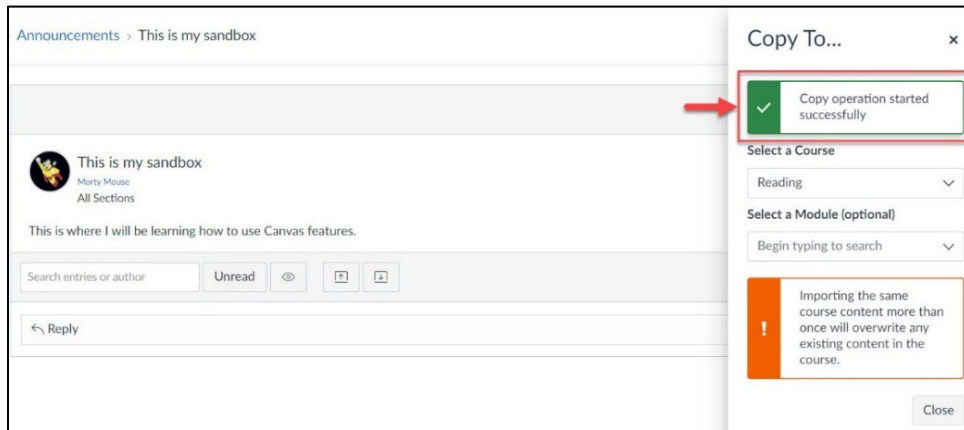 Announcements › This is my sandbox
This is my sandbox
Morty Mouse
All Sections
This is where I will be learning how to use Canvas features.
Search entries or author
Unread
Reply
Copy To...
×
Copy operation started
successfully
Select a Course
Reading
Select a Module (optional)
Begin typing to search
Importing the same
course content more than
once will overwrite any
existing content in the
course.
Close